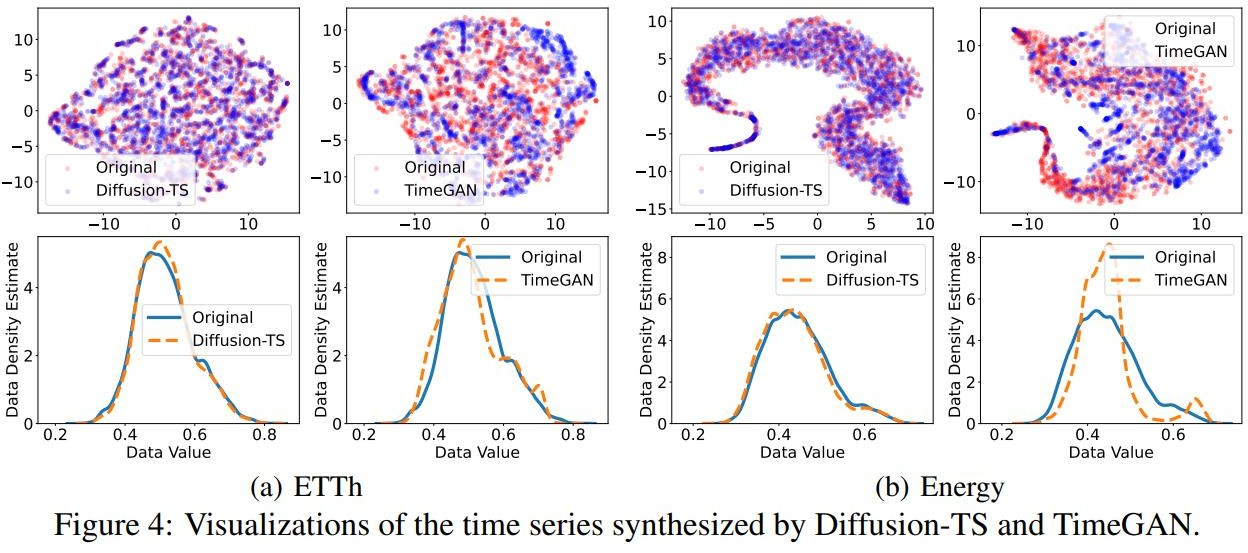 10
5
0
−5
−10
Original
Diffusion-TS
−10
0
10
10
5
0
−5
−10
Original
TimeGAN
−10
0
10
10
5
0
−5
−10
−15
Original
Diffusion-TS
−10
−5
0
5
10
10
0
−10
Original
TimeGAN
−10
0
10
Data Density Estimate
4
2
0
Original
Diffusion-TS
0.2
0.4
0.6
0.8
Data Value
Data Density Estimate
4
2
0
Original
TimeGAN
0.2
0.4
0.6
0.8
Data Value
Data Density Estimate
8
6
4
2
0
Original
Diffusion-TS
0.2
0.4
0.6
Data Value
Data Density Estimate
8
6
4
2
0
Original
TimeGAN
0.2
0.4
0.6
Data Value
(a) ETTh
(b) Energy
Figure 4: Visualizations of the time series synthesized by Diffusion-TS and TimeGAN.